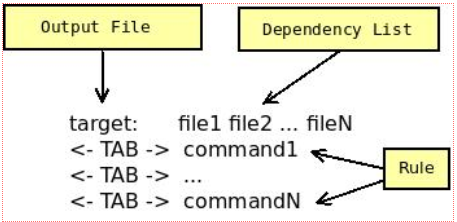 Output File
Dependency List
target: file1 file2 ... fileN
<- TAB -> command1
<- TAB -> ...
<- TAB -> commandN
Rule